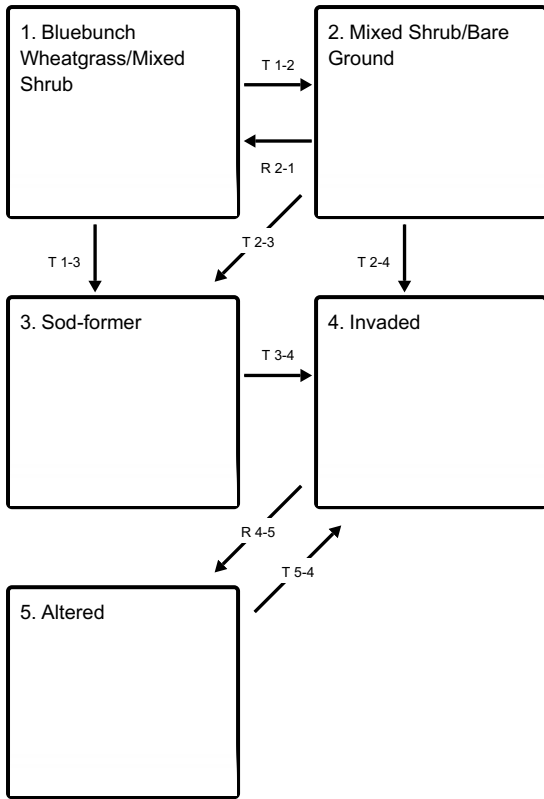 1. Bluebunch
Wheatgrass/Mixed
Shrub
T 1-2
2. Mixed Shrub/Bare
Ground
R 2-1
T 1-3
T 2-3
T 2-4
3. Sod-former
T 3-4
4. Invaded
R 4-5
T 5-4
5. Altered